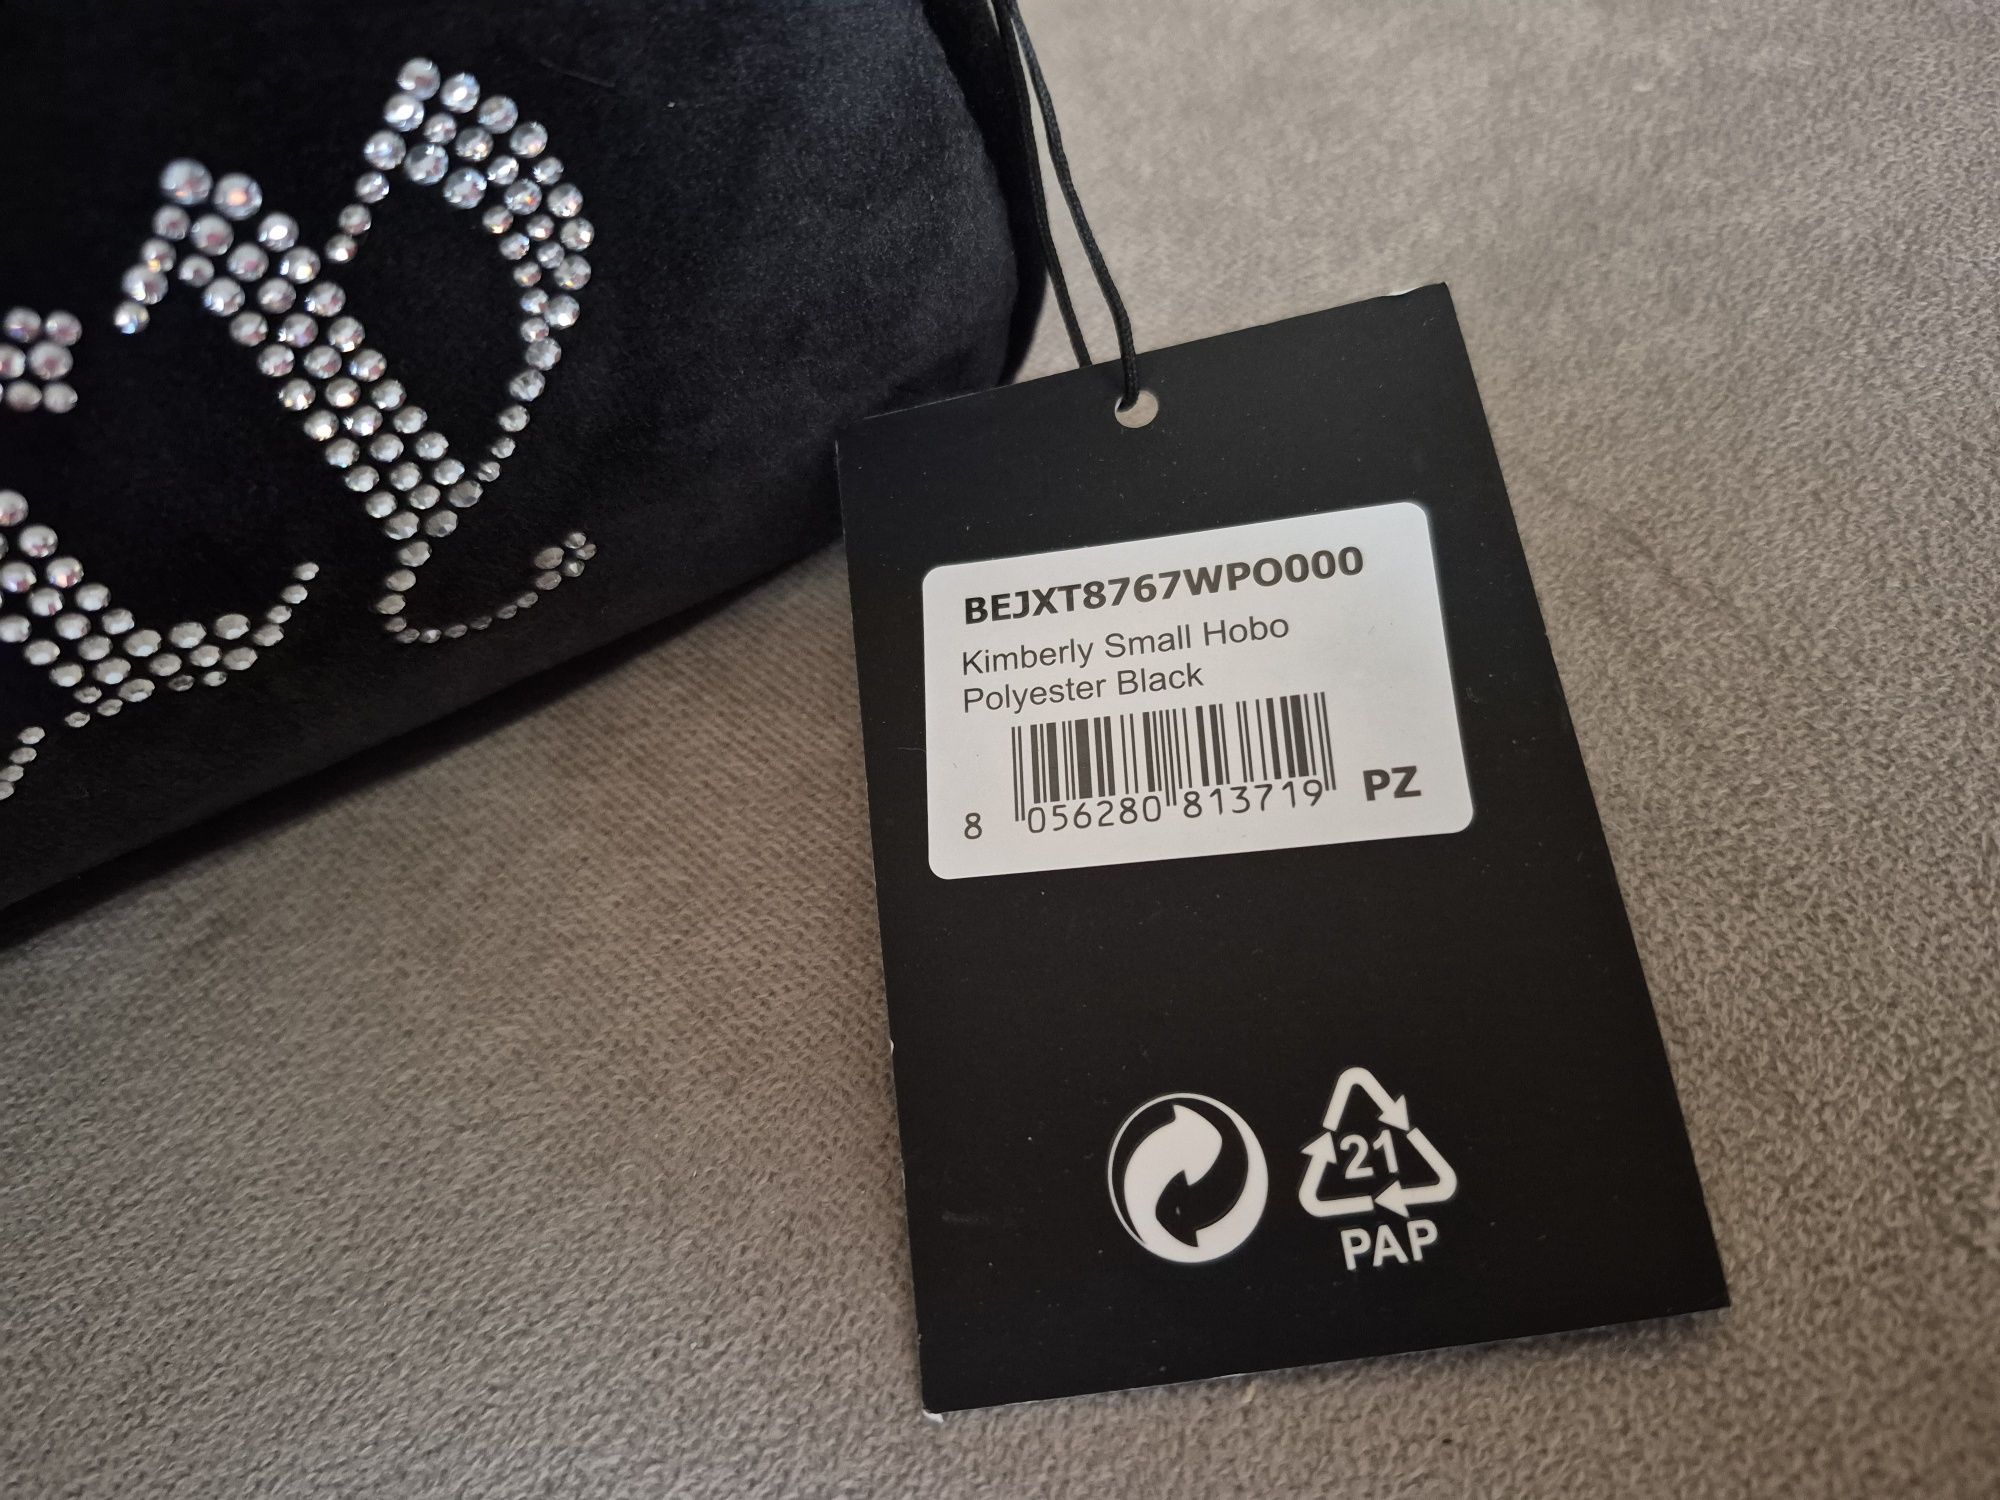 BEJXT8767WPO000
Kimberly Small Hobo
Polyester Black
8 056280 813719 PZ
21
PAP